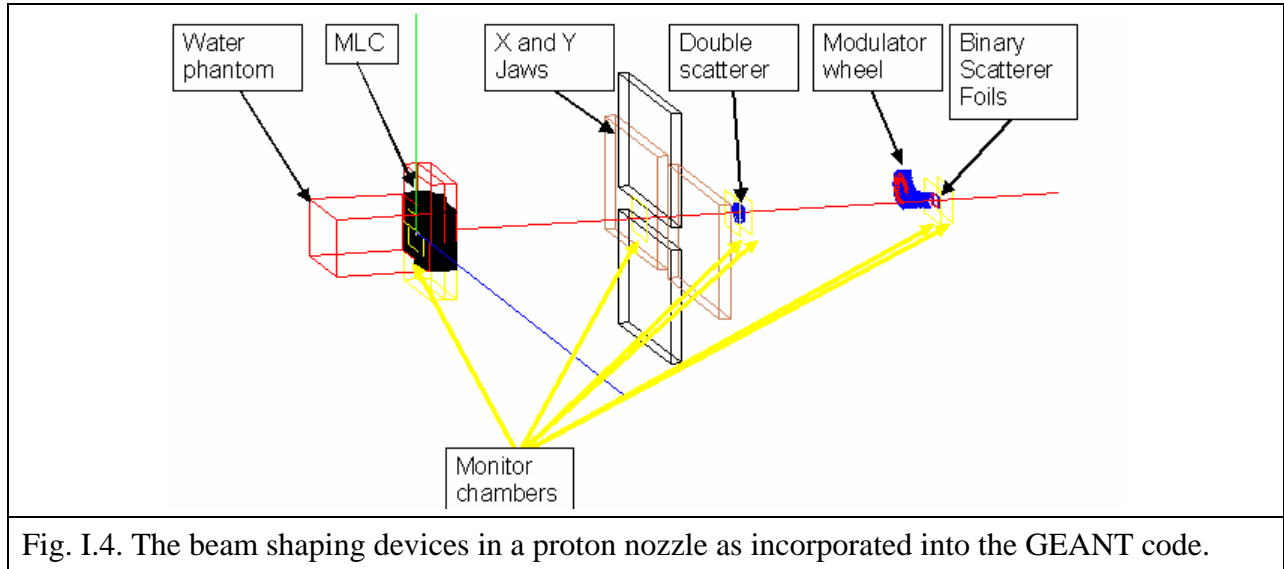 Water
phantom
MLC
X and Y
Jaws
Double
scatterer
Modulator
wheel
Binary
Scatterer
Foils
Monitor
chambers
Fig. I.4. The beam shaping devices in a proton nozzle as incorporated into the GEANT code.